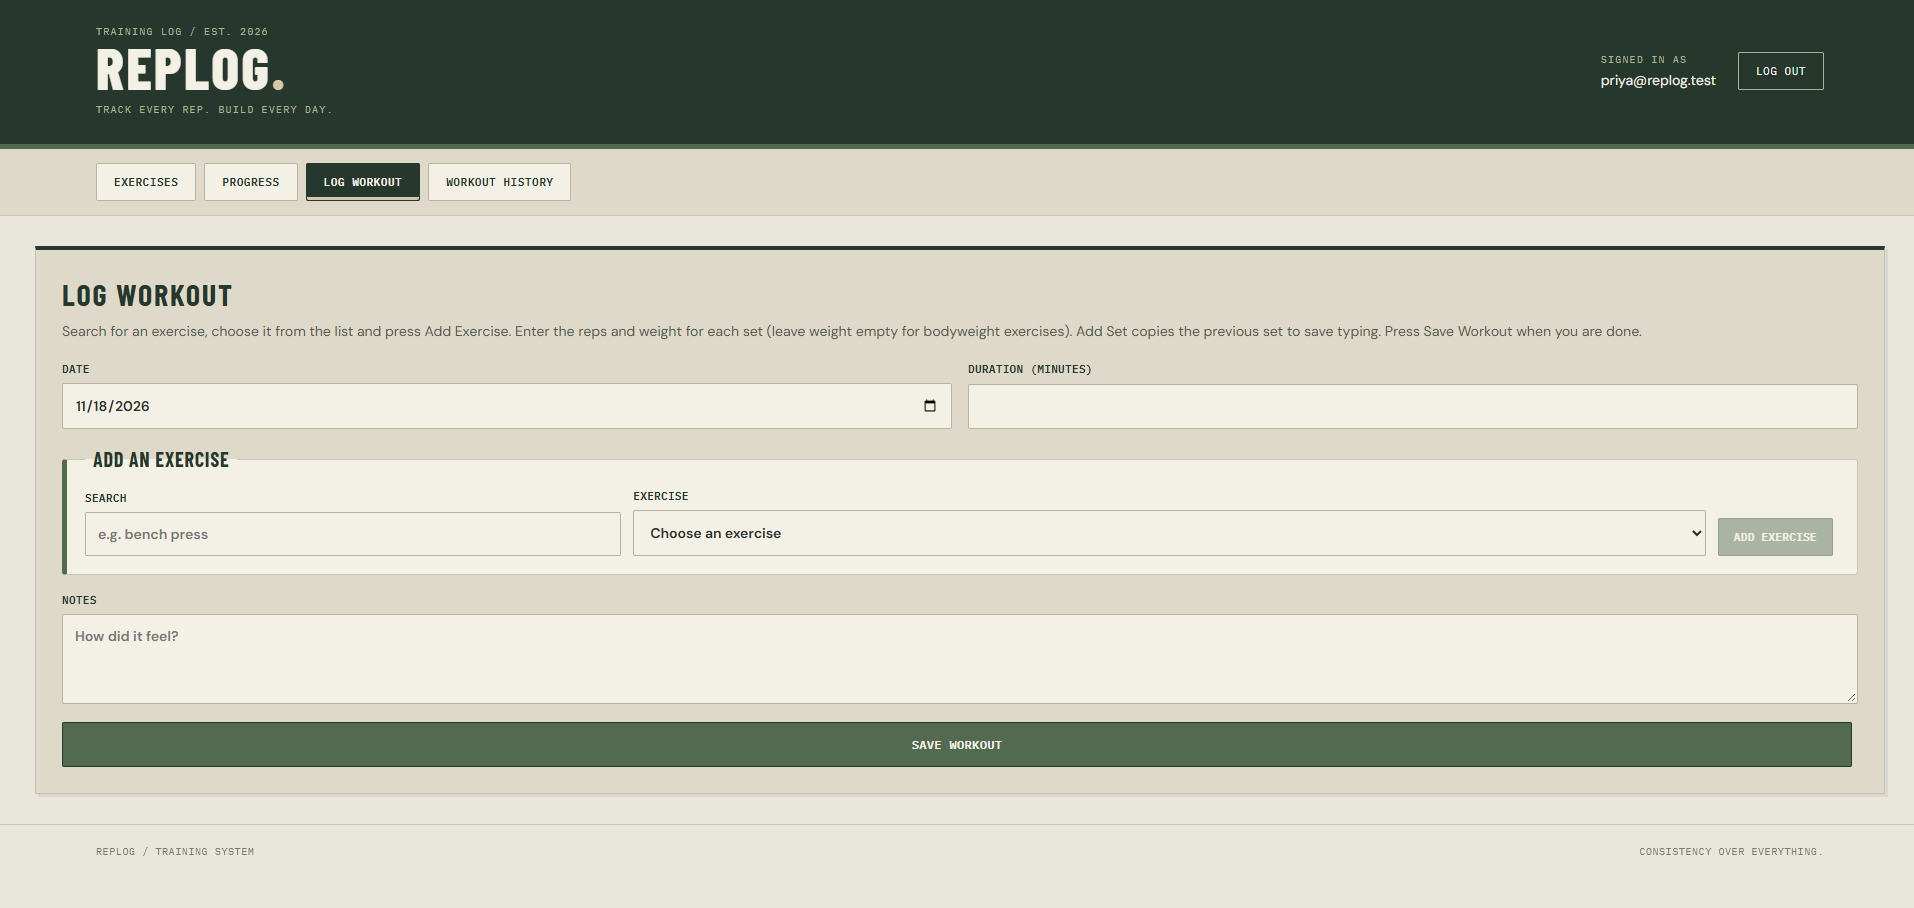 TRAINING LOG / EST. 2026
REPLOG.
TRACK EVERY REP. BUILD EVERY DAY.
SIGNED IN AS
priya@replog.test
LOG OUT
EXERCISES
PROGRESS
LOG WORKOUT
WORKOUT HISTORY
LOG WORKOUT
Search for an exercise, choose it from the list and press Add Exercise. Enter the reps and weight for each set (leave weight empty for bodyweight exercises). Add Set copies the previous set to save typing. Press Save Workout when you are done.
DATE
11/18/2026
DURATION (MINUTES)
ADD AN EXERCISE
SEARCH
e.g. bench press
EXERCISE
Choose an exercise
ADD EXERCISE
NOTES
How did it feel?
SAVE WORKOUT
REPLOG / TRAINING SYSTEM
CONSISTENCY OVER EVERYTHING.